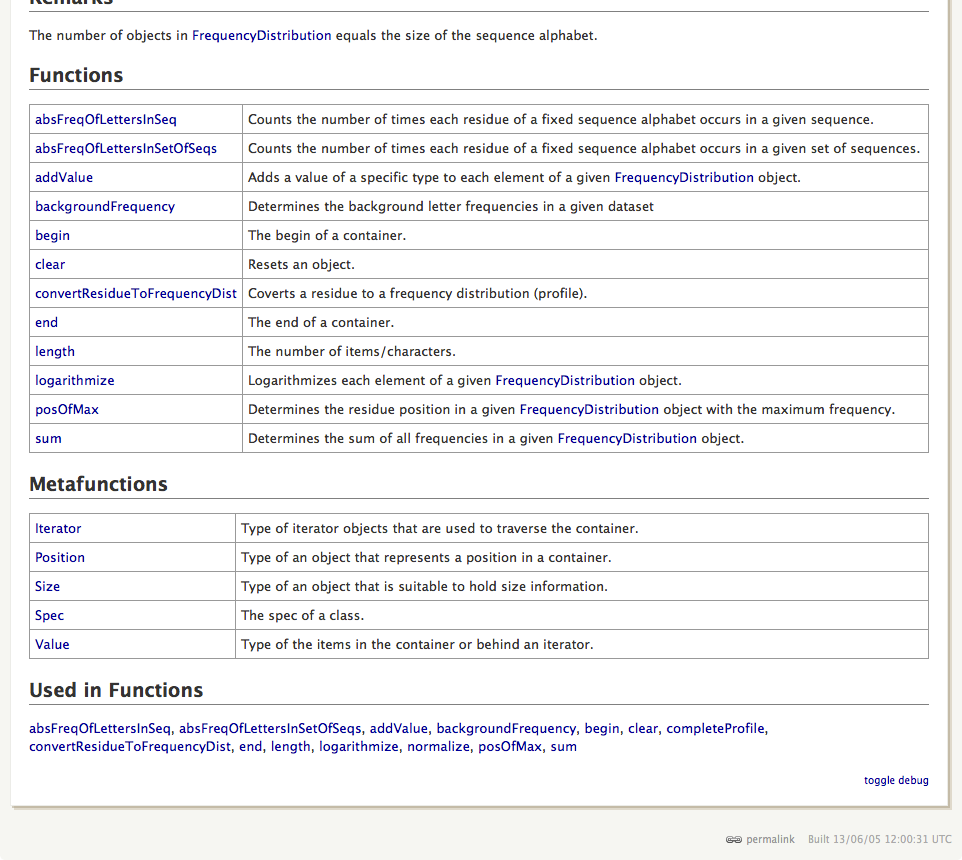 Remarks
The number of objects in FrequencyDistribution equals the size of the sequence alphabet.
Functions
absFreqOfLettersInSeq Counts the number of times each residue of a fixed sequence alphabet occurs in a given sequence.
absFreqOfLettersInSetOfSeqs Counts the number of times each residue of a fixed sequence alphabet occurs in a given set of sequences.
addValue Adds a value of a specific type to each element of a given FrequencyDistribution object.
backgroundFrequency Determines the background letter frequencies in a given dataset
begin The begin of a container.
clear Resets an object.
convertResidueToFrequencyDist Coverts a residue to a frequency distribution (profile).
end The end of a container.
length The number of items/characters.
logarithmize Logarithmizes each element of a given FrequencyDistribution object.
posOfMax Determines the residue position in a given FrequencyDistribution object with the maximum frequency.
sum Determines the sum of all frequencies in a given FrequencyDistribution object.
Metafunctions
Iterator Type of iterator objects that are used to traverse the container.
Position Type of an object that represents a position in a container.
Size Type of an object that is suitable to hold size information.
Spec The spec of a class.
Value Type of the items in the container or behind an iterator.
Used in Functions
absFreqOfLettersInSeq, absFreqOfLettersInSetOfSeqs, addValue, backgroundFrequency, begin, clear, completeProfile,
convertResidueToFrequencyDist, end, length, logarithmize, normalize, posOfMax, sum
toggle debug
permalink Built 13/06/05 12:00:31 UTC